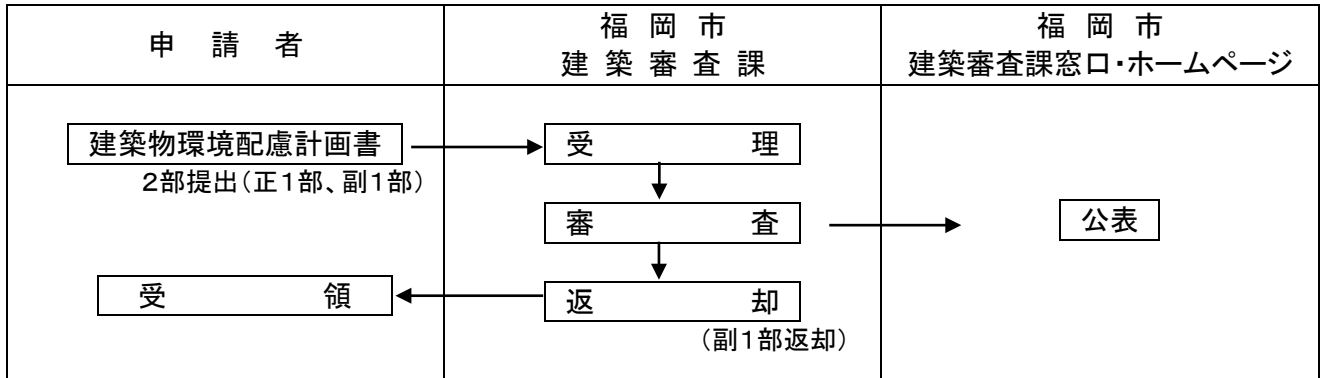 申請者
福岡市
建築審査課
福岡市
建築審査課窓口・ホームページ
建築物環境配慮計画書
2部提出（正1部、副1部）
受理
審査
公表
受領
返却
（副1部返却）